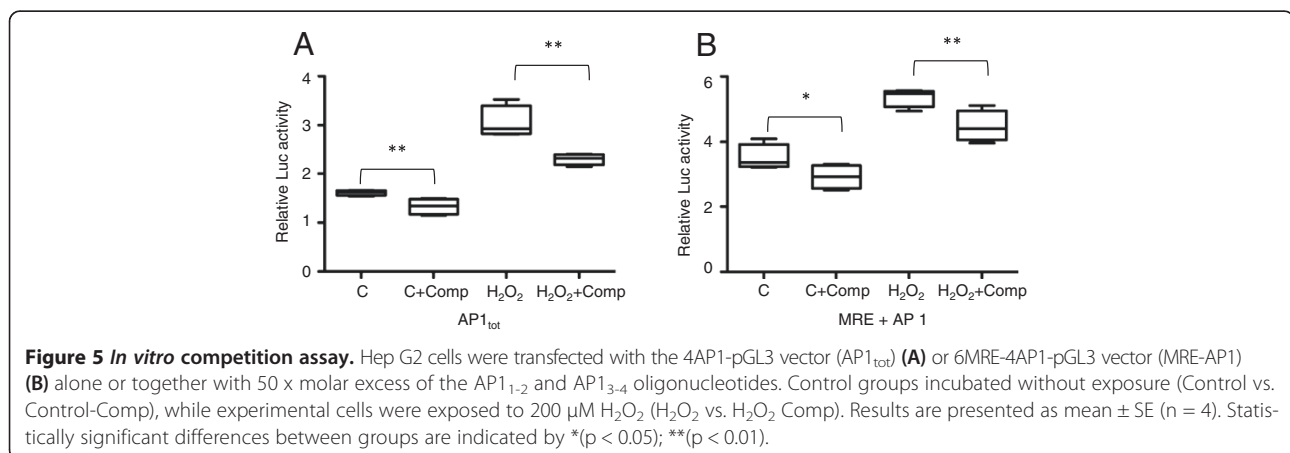 A
**
**
Relative Luc activity
4
3
2
1
0
C
C+Comp
H₂O₂
H₂O₂+Comp
AP1tot
B
*
**
Relative Luc activity
6
4
2
0
C
C+Comp
H₂O₂
H₂O₂+Comp
MRE + AP 1
Figure 5 In vitro competition assay. Hep G2 cells were transfected with the 4AP1-pGL3 vector (AP1tot) (A) or 6MRE-4AP1-pGL3 vector (MRE-AP1)
(B) alone or together with 50 x molar excess of the AP1₁₋₂ and AP1₃₋₄ oligonucleotides. Control groups incubated without exposure (Control vs.
Control-Comp), while experimental cells were exposed to 200 μM H₂O₂ (H₂O₂ vs. H₂O₂ Comp). Results are presented as mean ± SE (n = 4). Statis-
tically significant differences between groups are indicated by *(p < 0.05); **(p < 0.01).